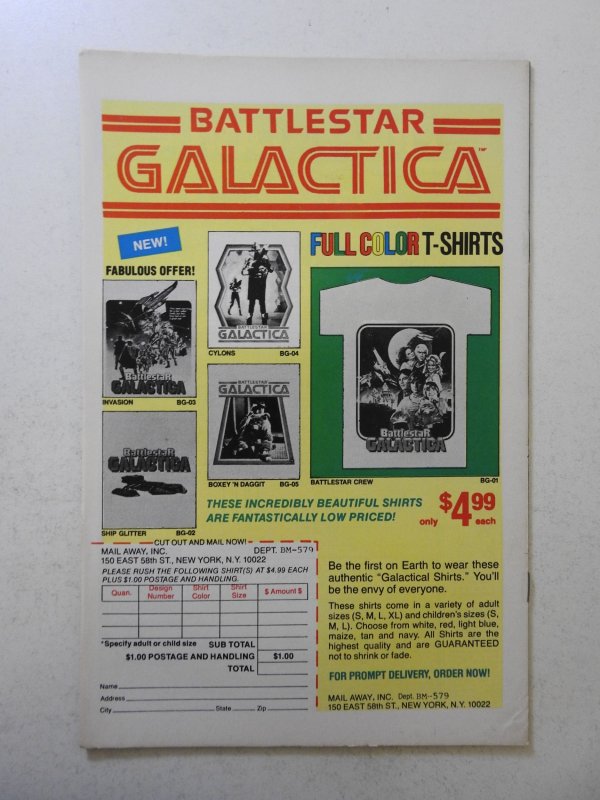 BATTLESTAR
GALACTICA™
NEW!
FABULOUS OFFER!
FULL COLOR T-SHIRTS
Battlestar
GALACTICA
INVASION BG-03
BATTLESTAR
GALACTICA
CYLONS BG-04
Battlestar
GALACTICA
SHIP GLITTER BG-02
BATTLESTAR
GALACTICA
BOXEY 'N DAGGIT BG-05
Battlestar
GALACTICA
BATTLESTAR CREW BG-01
THESE INCREDIBLY BEAUTIFUL SHIRTS
ARE FANTASTICALLY LOW PRICED!
only $4.99 each
CUT OUT AND MAIL NOW!
MAIL AWAY, INC. DEPT. BM-579
150 EAST 58th ST., NEW YORK, N.Y. 10022
PLEASE RUSH THE FOLLOWING SHIRT(S) AT $4.99 EACH
PLUS $1.00 POSTAGE AND HANDLING.
Quan. Design Number Shirt Color Shirt Size $ Amount $
*Specify adult or child size SUB TOTAL
$1.00 POSTAGE AND HANDLING $1.00
TOTAL
Name
Address
City State Zip
Be the first on Earth to wear these
authentic "Galactical Shirts." You'll
be the envy of everyone.
These shirts come in a variety of adult
sizes (S, M, L, XL) and children's sizes (S,
M, L). Choose from white, red, light blue,
maize, tan and navy. All Shirts are the
highest quality and are GUARANTEED
not to shrink or fade.
FOR PROMPT DELIVERY, ORDER NOW!
MAIL AWAY, INC. Dept. BM-579
150 EAST 58th ST., NEW YORK, N.Y. 10022